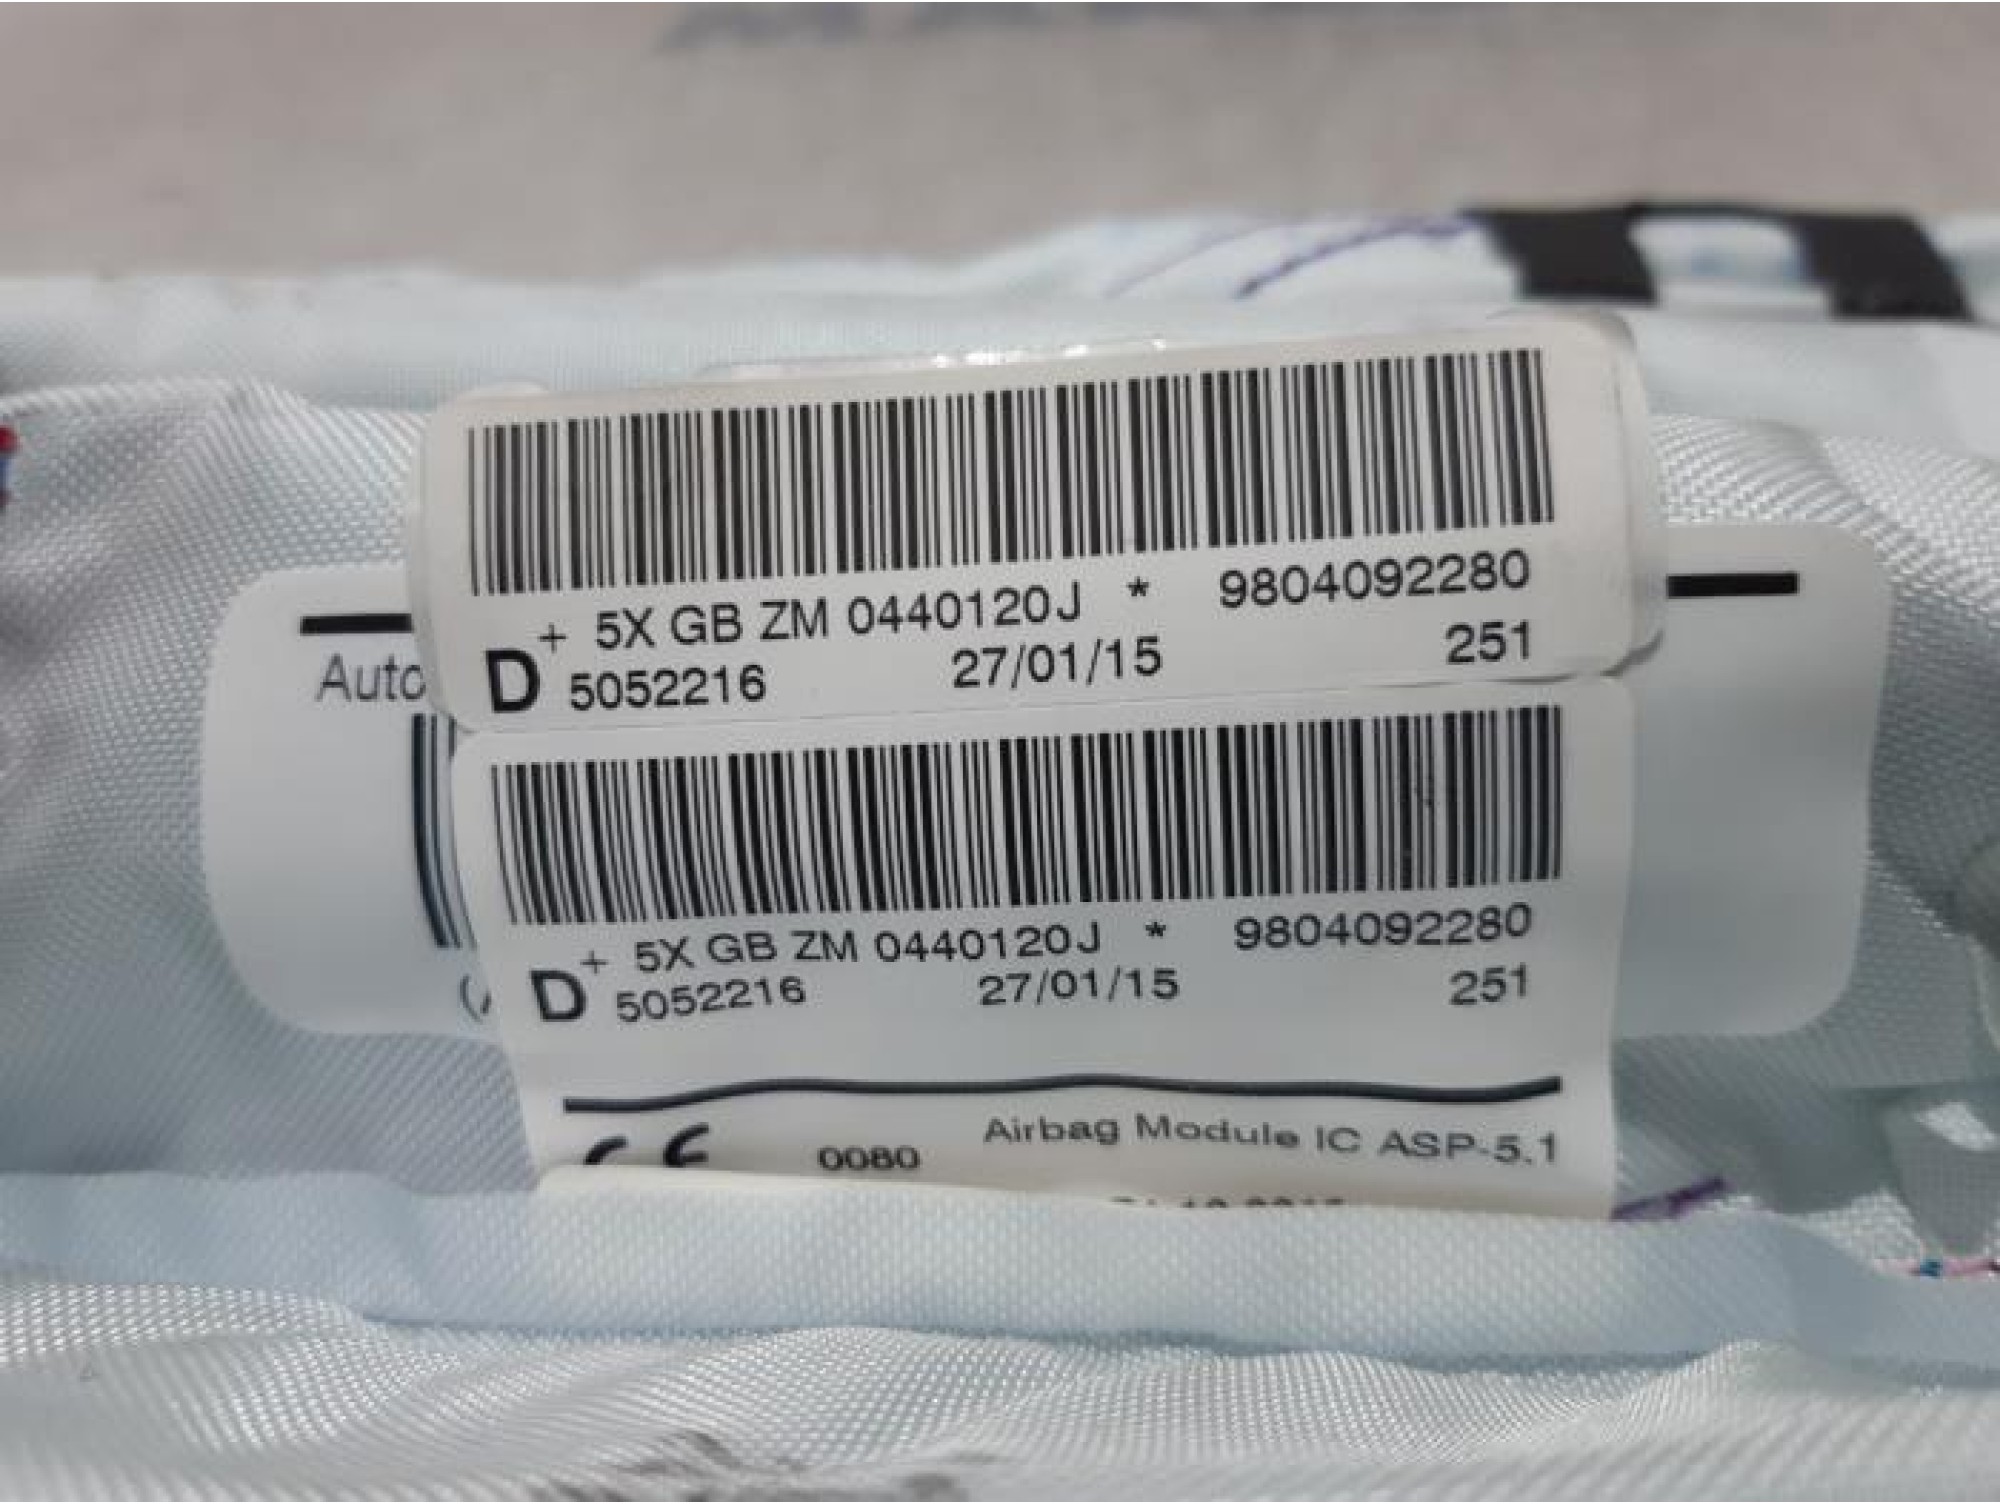 5X GB ZM 0440120J * 9804092280
D+ 5052216 27/01/15 251
Auto
5X GB ZM 0440120J * 9804092280
D+ 5052216 27/01/15 251
CE 0080 Airbag Module IC ASP-5.1